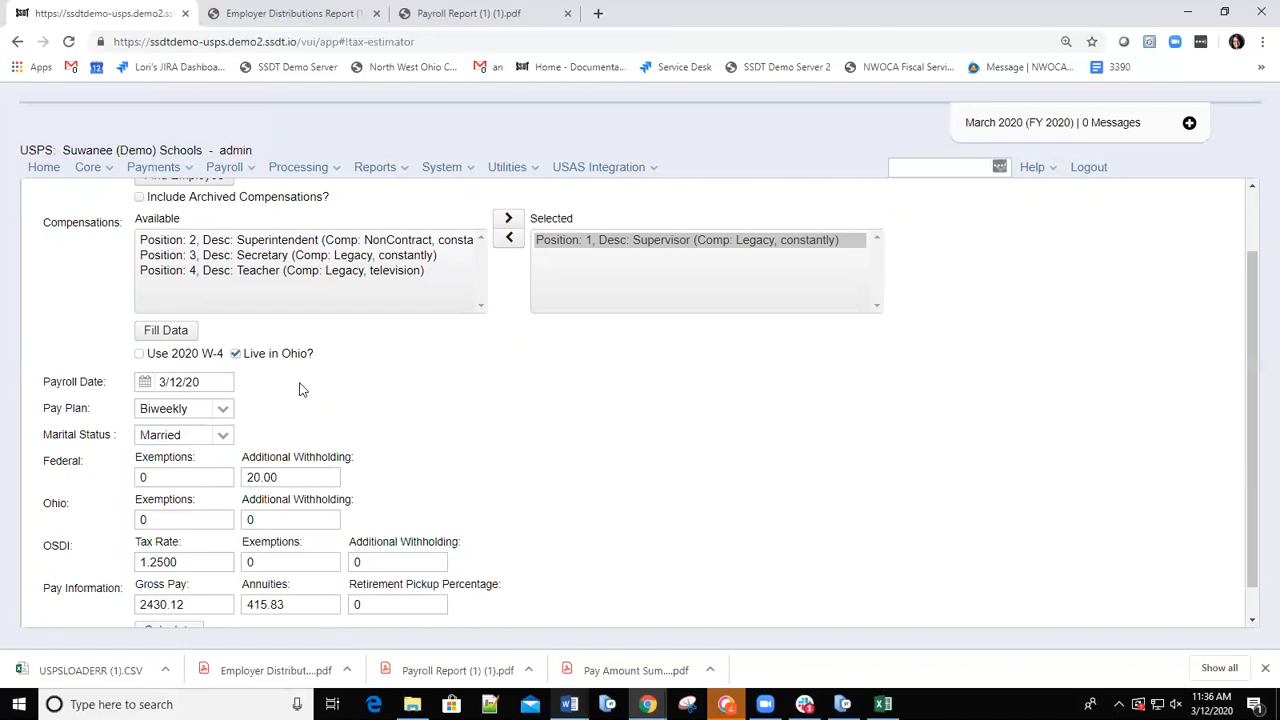 https://ssdtdemo-usps.demo2.ssdt.io/
Employer Distributions Report (1)
Payroll Report (1) (1).pdf
https://ssdtdemo-usps.demo2.ssdt.io/vui/app#!tax-estimator
Apps
Lori's JIRA Dashboa...
SSDT Demo Server
North West Ohio C...
an
Home - Documenta...
Service Desk
SSDT Demo Server 2
NWOCA Fiscal Servi...
Message | NWOCA...
3390
March 2020 (FY 2020) | 0 Messages
USPS: Suwanee (Demo) Schools - admin
Home Core Payments Payroll Processing Reports System Utilities USAS Integration Help Logout
Include Archived Compensations?
Compensations:
Available
Selected
Position: 2, Desc: Superintendent (Comp: NonContract, consta
Position: 3, Desc: Secretary (Comp: Legacy, constantly)
Position: 4, Desc: Teacher (Comp: Legacy, television)
Position: 1, Desc: Supervisor (Comp: Legacy, constantly)
Fill Data
Use 2020 W-4 Live in Ohio?
Payroll Date: 3/12/20
Pay Plan: Biweekly
Marital Status : Married
Federal:
Exemptions: Additional Withholding:
0 20.00
Ohio:
Exemptions: Additional Withholding:
0 0
OSDI:
Tax Rate: Exemptions: Additional Withholding:
1.2500 0 0
Pay Information:
Gross Pay: Annuities: Retirement Pickup Percentage:
2430.12 415.83 0
USPSLOADERR (1).CSV
Employer Distribut....pdf
Payroll Report (1) (1).pdf
Pay Amount Sum....pdf
Show all
Type here to search
11:36 AM
3/12/2020